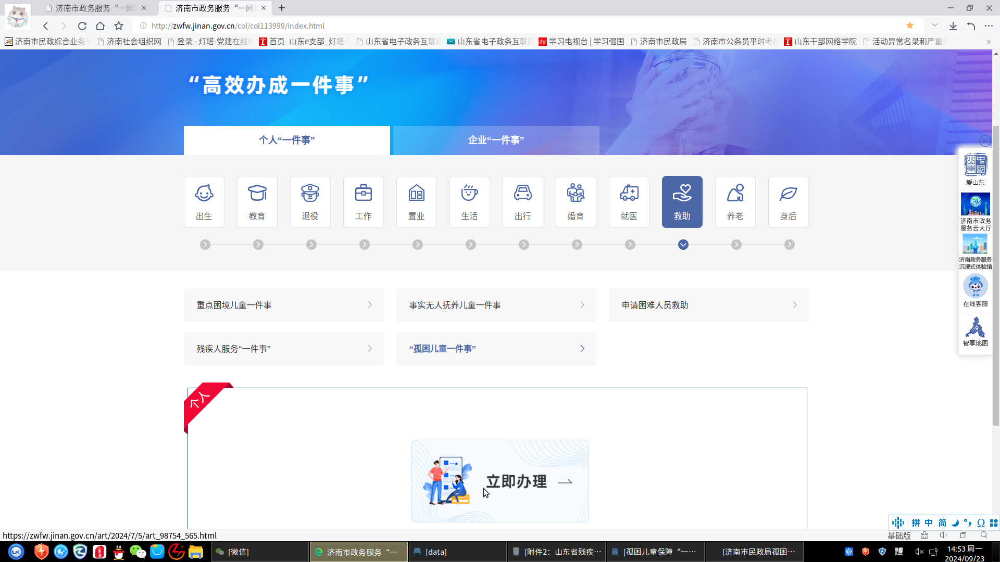 济南市政务服务“一网
济南市政务服务“一网
http://zwfw.jinan.gov.cn/col/col113999/index.html
济南市民政综合业务平
济南社会组织网
登录 - 灯塔-党建在线
首页_山东e支部_灯塔-
山东省电子政务互联
山东省电子政务互联
学习电视台 | 学习强国
济南市民政局
济南市公务员平时考
山东干部网络学院
活动异常名录和严重
»
“高效办成一件事”
个人“一件事”
企业“一件事”
出生
教育
退役
工作
置业
生活
出行
婚育
就医
救助
养老
身后
重点困境儿童一件事
事实无人抚养儿童一件事
申请困难人员救助
残疾人服务“一件事”
“孤困儿童一件事”
个人
立即办理
爱山东
济南市政务
服务云大厅
济南政务服务
沉浸式体验馆
在线客服
智享地图
拼 中 简
https://zwfw.jinan.gov.cn/art/2024/7/5/art_98754_565.html
基础版
[微信]
济南市政务服务“···
[data]
[附件2：山东省残疾···
[孤困儿童保障“一···
[济南市民政局孤困···
14:53 周一
2024/09/23